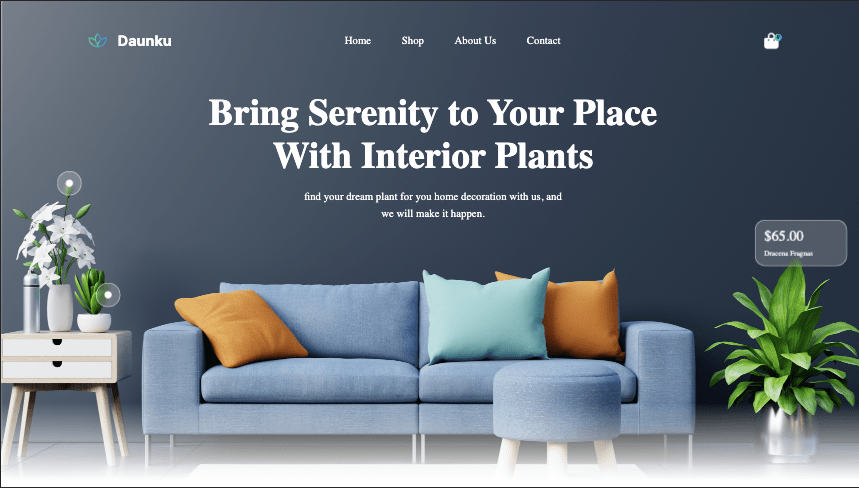 Daunku
Home
Shop
About Us
Contact
Bring Serenity to Your Place
With Interior Plants
find your dream plant for you home decoration with us, and
we will make it happen.
$65.00
Dracena Fragnas